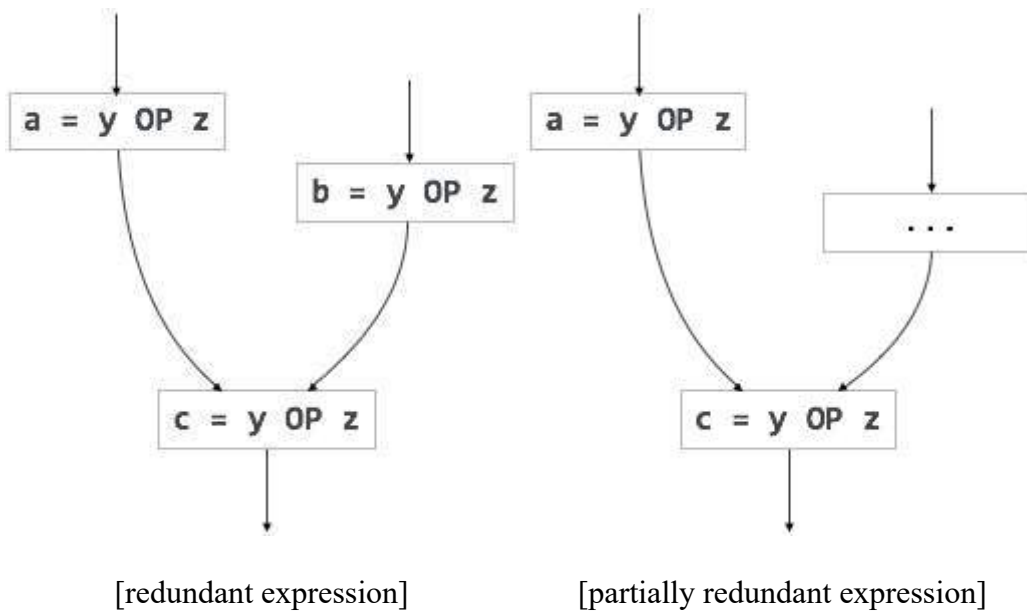 a = y OP z
b = y OP z
c = y OP z
[redundant expression]
a = y OP z
...
c = y OP z
[partially redundant expression]